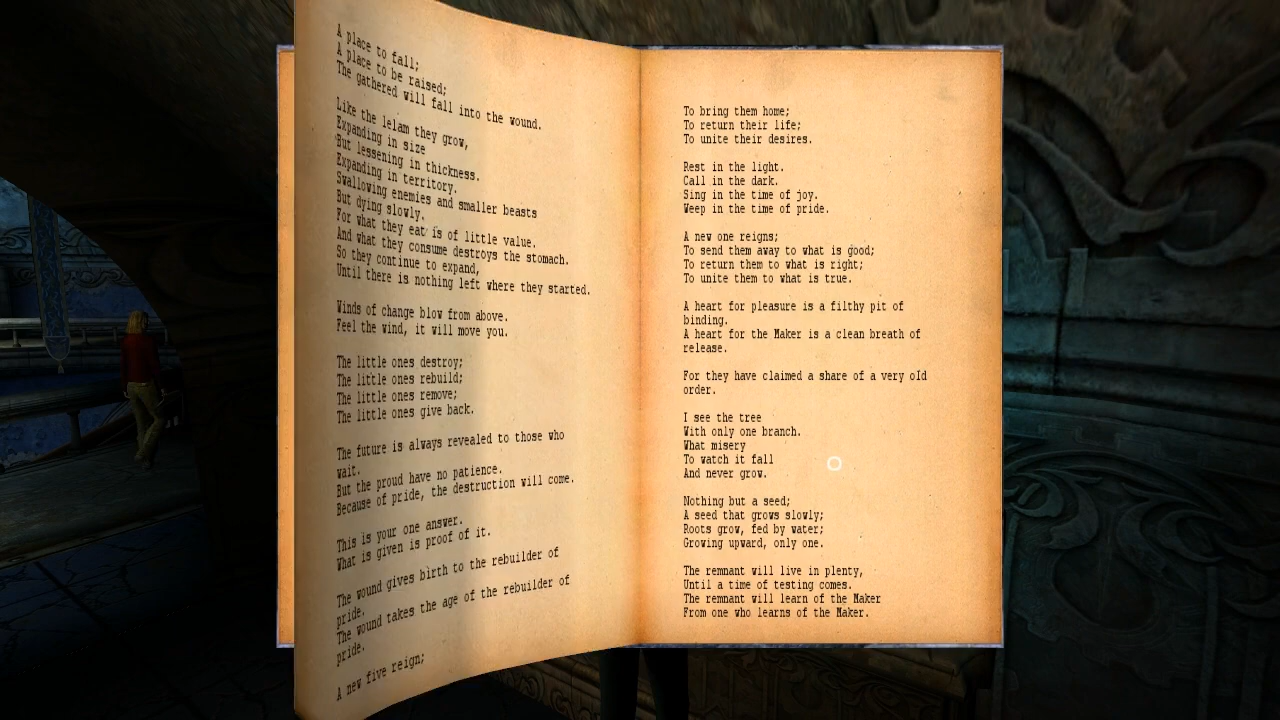 A place to fall;
A place to be raised;
The gathered will fall into the wound.
Like the lelam they grow,
Expanding in size
But lessening in thickness.
Expanding in territory.
Swallowing enemies and smaller beasts
But dying slowly.
For what they eat is of little value.
And what they consume destroys the stomach.
So they continue to expand,
Until there is nothing left where they started.
Winds of change blow from above.
Feel the wind, it will move you.
The little ones destroy;
The little ones rebuild;
The little ones remove;
The little ones give back.
The future is always revealed to those who
wait.
But the proud have no patience.
Because of pride, the destruction will come.
This is your one answer.
What is given is proof of it.
The wound gives birth to the rebuilder of
pride.
The wound takes the age of the rebuilder of
pride.
A new five reign;
To bring them home;
To return their life;
To unite their desires.
Rest in the light.
Call in the dark.
Sing in the time of joy.
Weep in the time of pride.
A new one reigns;
To send them away to what is good;
To return them to what is right;
To unite them to what is true.
A heart for pleasure is a filthy pit of
binding.
A heart for the Maker is a clean breath of
release.
For they have claimed a share of a very old
order.
I see the tree
With only one branch.
What misery
To watch it fall
And never grow.
Nothing but a seed;
A seed that grows slowly;
Roots grow, fed by water;
Growing upward, only one.
The remnant will live in plenty,
Until a time of testing comes.
The remnant will learn of the Maker
From one who learns of the Maker.